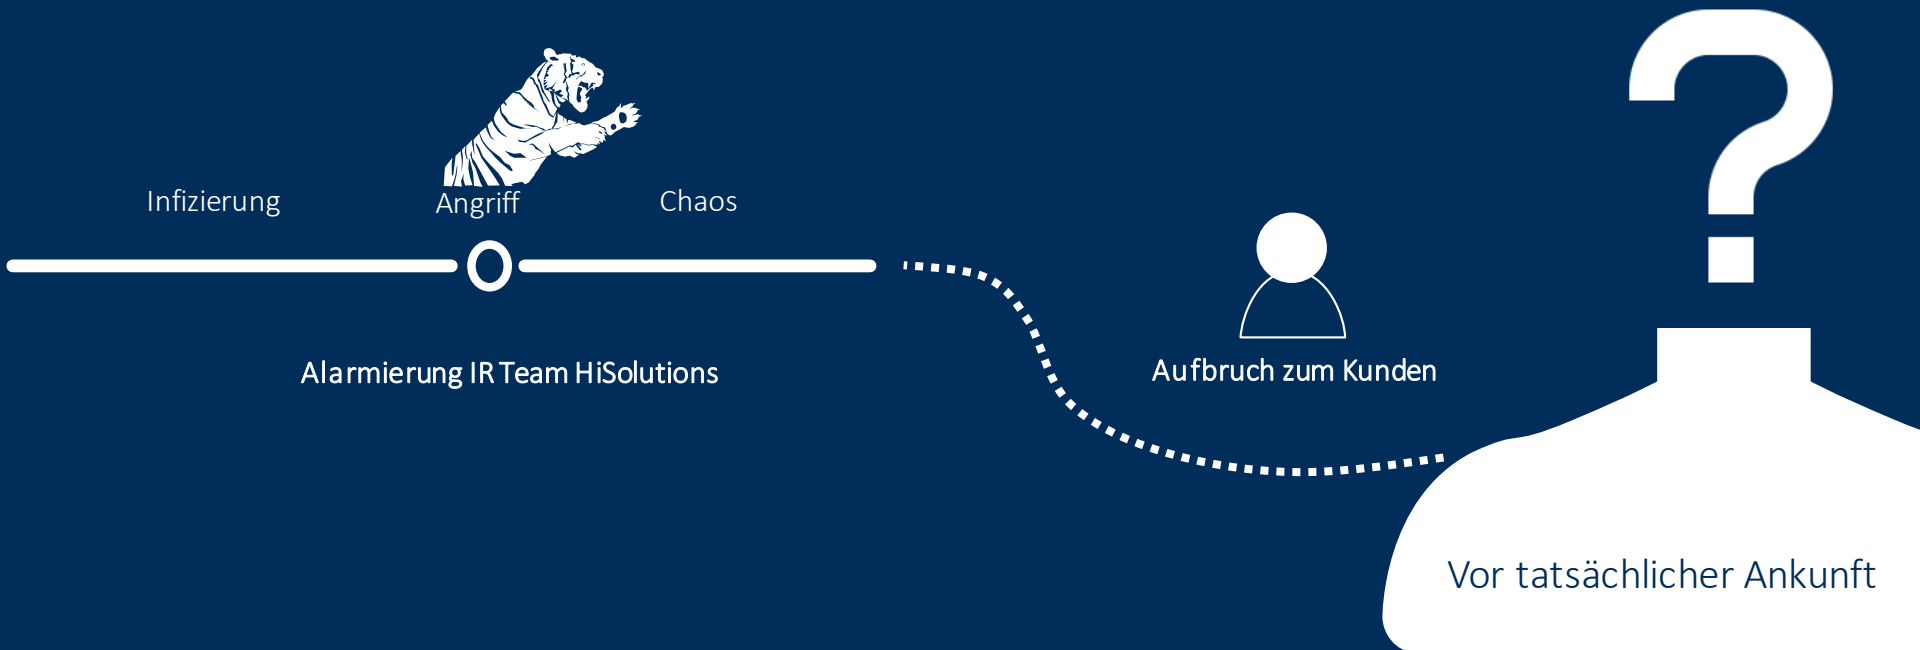 Infizierung
Angriff
Chaos
Alarmierung IR Team HiSolutions
Aufbruch zum Kunden
?
Vor tatsächlicher Ankunft